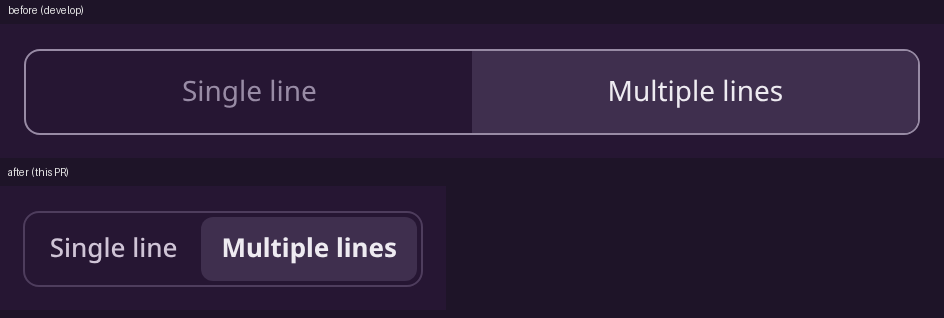 before (develop)
Single line Multiple lines
after (this PR)
Single line Multiple lines